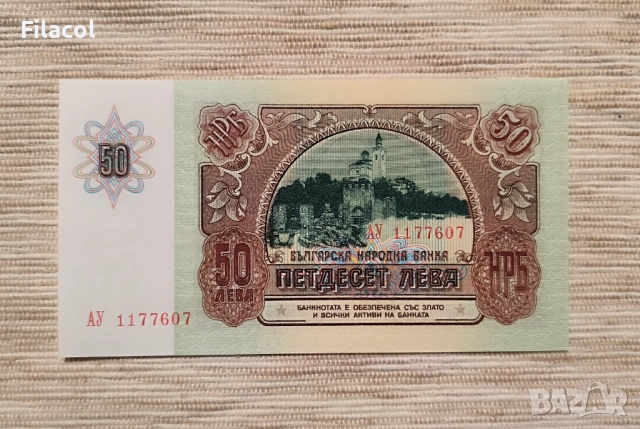 Filacol
НРБ
50
50
АУ 1177607
БЪЛГАРСКА НАРОДНА БАНКА
50 ЛЕВА
ПЕТДЕСЕТ ЛЕВА
НРБ
БАНКНОТАТА Е ОБЕЗПЕЧЕНА СЪС ЗЛАТО
И ВСИЧКИ АКТИВИ НА БАНКАТА
АУ 1177607
BAZAR